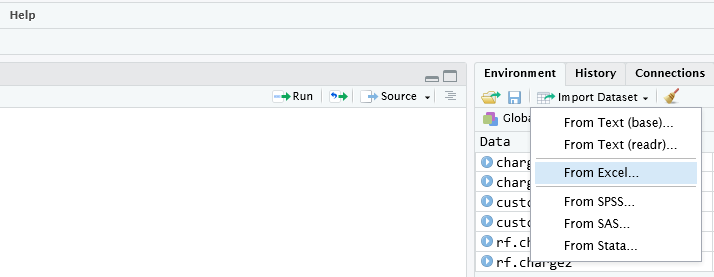 Help
Run
Source
Environment History Connections
Import Dataset
From Text (base)...
From Text (readr)...
From Excel...
From SPSS...
From SAS...
From Stata...
Data
rf.charge2